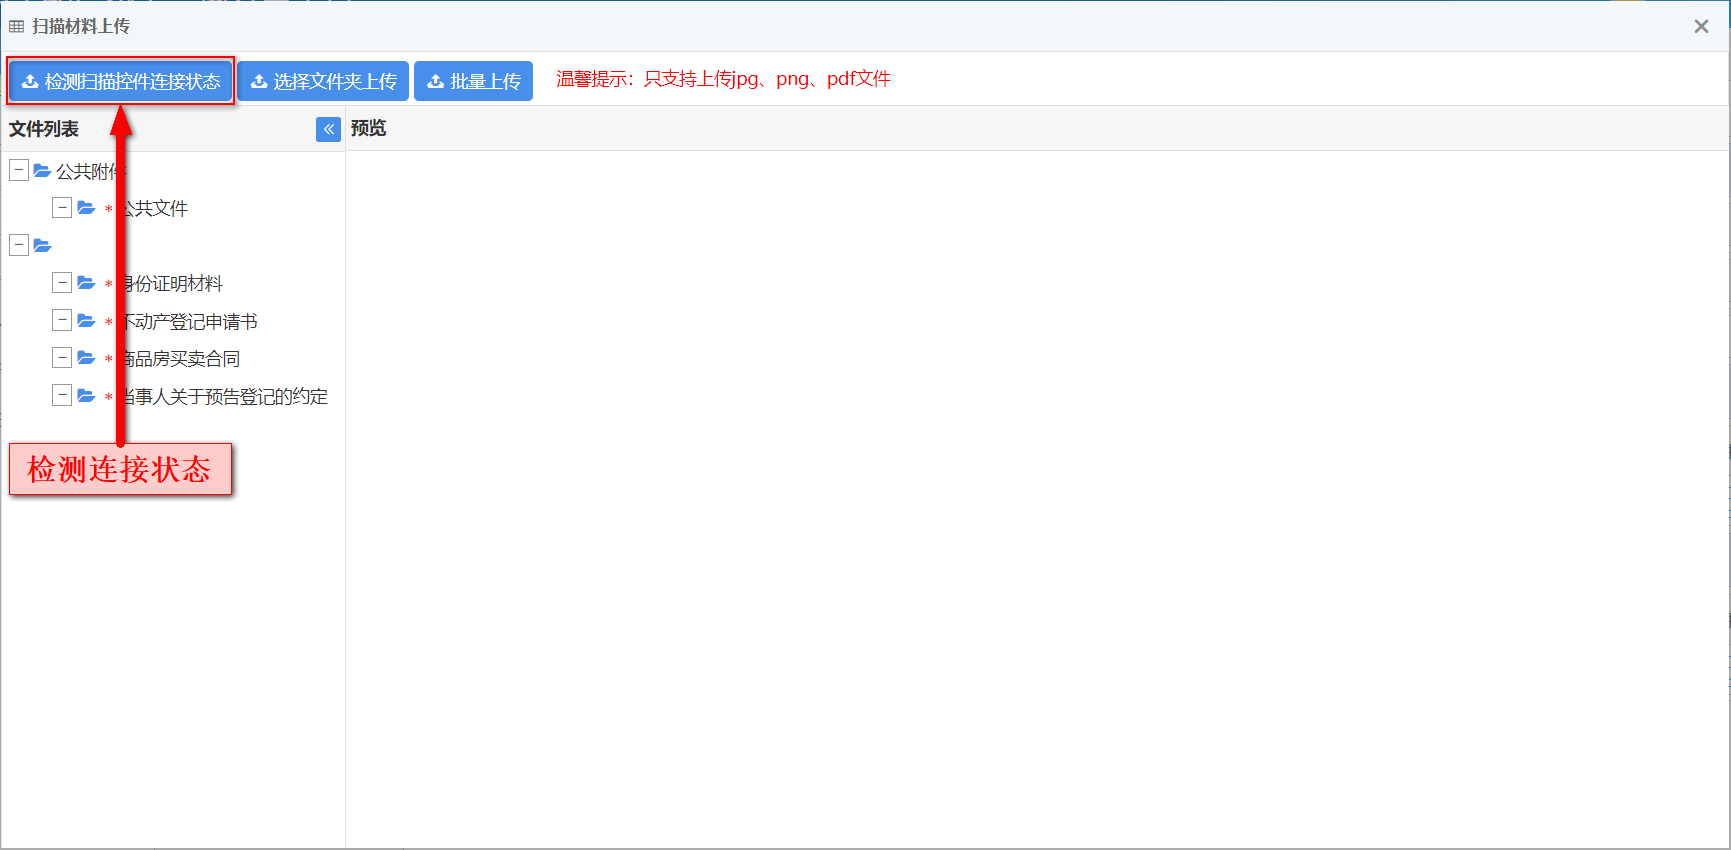 扫描材料上传
检测扫描控件连接状态 选择文件夹上传 批量上传 温馨提示：只支持上传jpg、png、pdf文件
文件列表 预览
公共附件
* 公共文件
* 身份证明材料
* 不动产登记申请书
* 商品房买卖合同
* 当事人关于预告登记的约定
检测连接状态